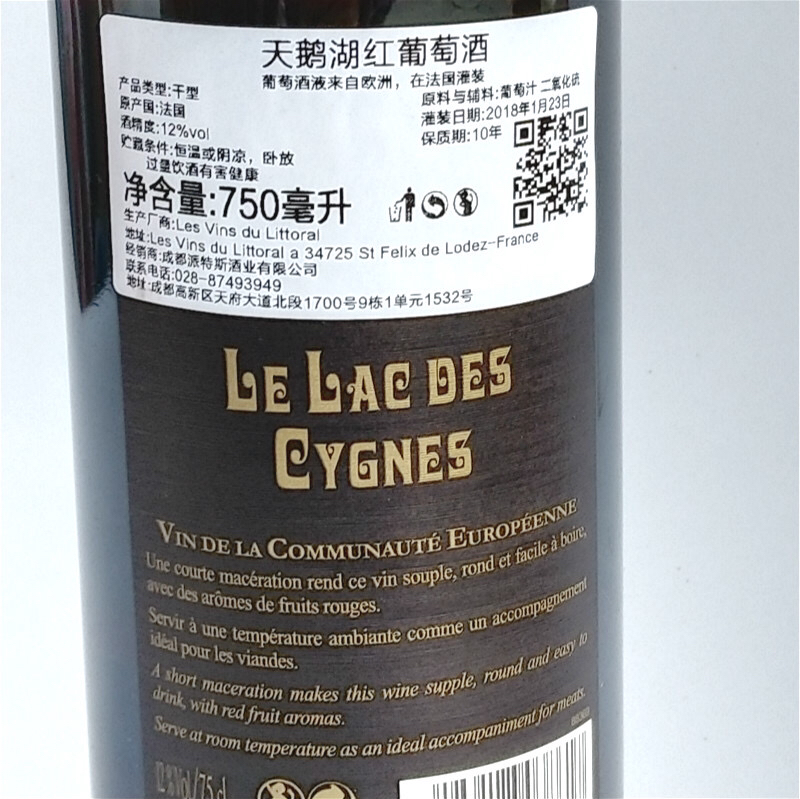 天鹅湖红葡萄酒
葡萄酒液来自欧洲，在法国灌装
产品类型:干型
原料与辅料:葡萄汁 二氧化硫
原产国:法国
灌装日期:2018年1月23日
酒精度:12%vol
保质期:10年
贮藏条件:恒温或阴凉，卧放
过量饮酒有害健康
净含量:750毫升
生产厂商:Les Vins du Littoral
地址:Les Vins du Littoral a 34725 St Felix de Lodez-France
经销商:成都派特斯酒业有限公司
联系电话:028-87493949
地址:成都高新区天府大道北段1700号9栋1单元1532号
LE LAC DES
CYGNES
VIN DE LA COMMUNAUTÉ EUROPÉENNE
Une courte macération rend ce vin souple, rond et facile à boire,
avec des arômes de fruits rouges.
Servir à une température ambiante comme un accompagnement
idéal pour les viandes.
A short maceration makes this wine supple, round and easy to
drink, with red fruit aromas.
Serve at room temperature as an ideal accompaniment for meats.
12%Vol/75 cl